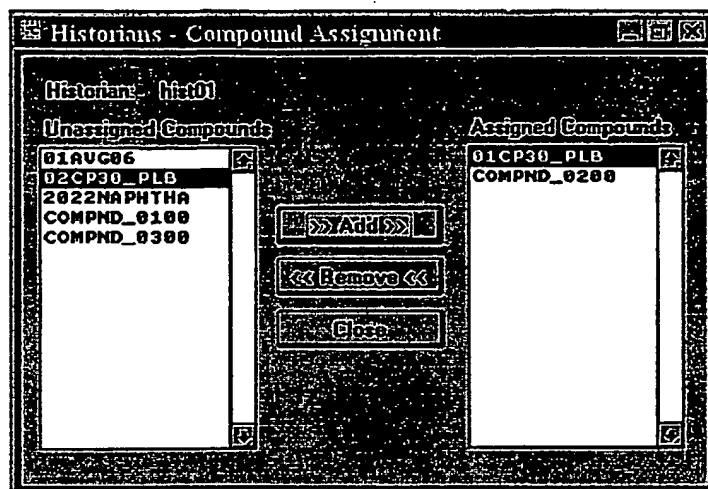 Historians - Compound Assignment
Historian: hist01
Unassigned Compounds
01AVG06
02CP30_PLB
2022NAPHTHA
COMPND_0100
COMPND_0300
>> Add >>
<< Remove <<
Close
Assigned Compounds
01CP30_PLB
COMPND_0200